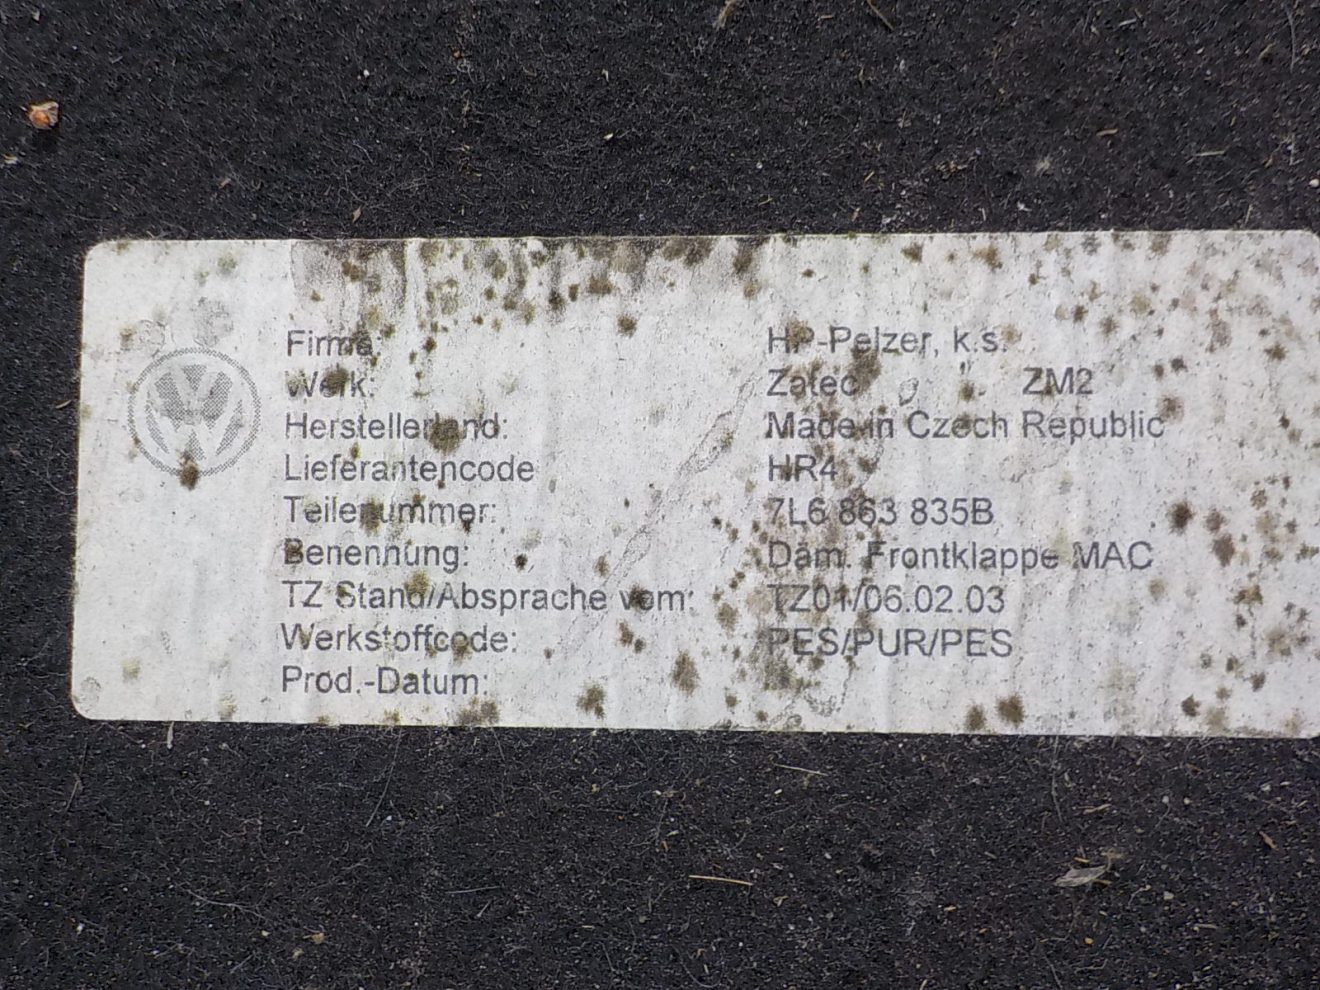 Firma: HP-Pelzer, k.s.
Werk: Zatec ZM2
Herstellerland: Made in Czech Republic
Lieferantencode HR4
Teilenummer: 7L6 863 835B
Benennung: Däm. Frontklappe MAC
TZ Stand/Absprache vom: TZ01/06.02.03
Werkstoffcode: PES/PUR/PES
Prod.-Datum: